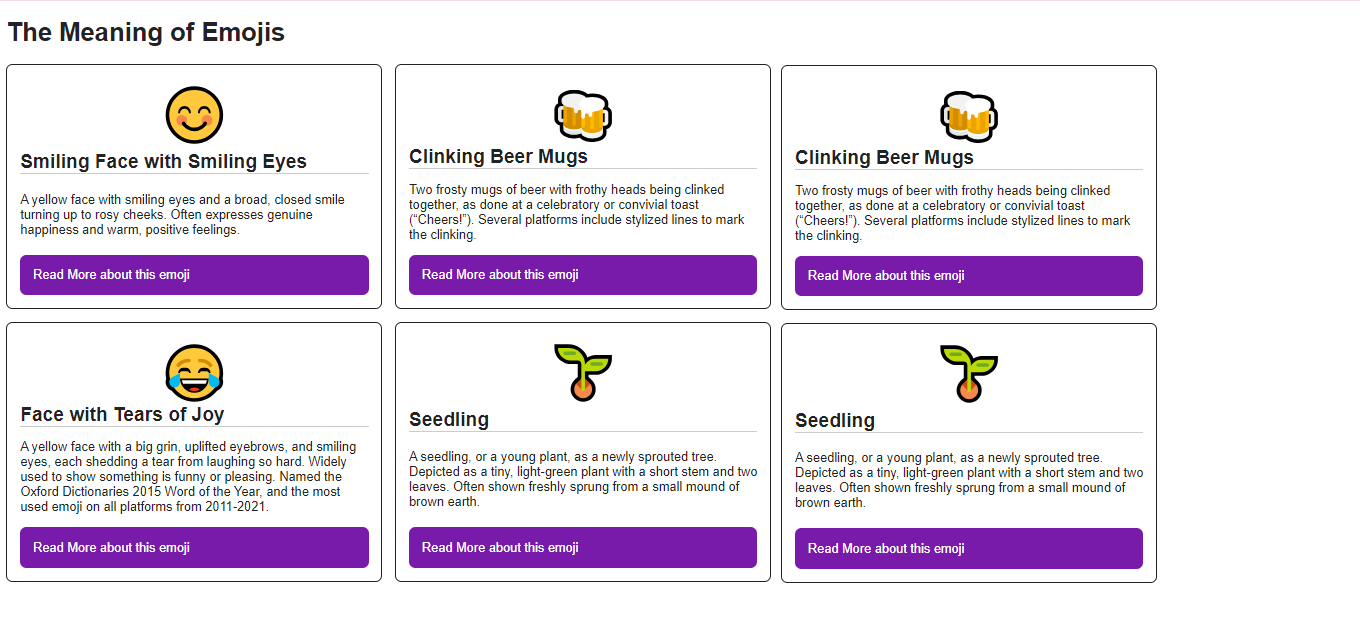 The Meaning of Emojis
Smiling Face with Smiling Eyes
A yellow face with smiling eyes and a broad, closed smile
turning up to rosy cheeks. Often expresses genuine
happiness and warm, positive feelings.
Read More about this emoji
Clinking Beer Mugs
Two frosty mugs of beer with frothy heads being clinked
together, as done at a celebratory or convivial toast
(“Cheers!”). Several platforms include stylized lines to mark
the clinking.
Read More about this emoji
Clinking Beer Mugs
Two frosty mugs of beer with frothy heads being clinked
together, as done at a celebratory or convivial toast
(“Cheers!”). Several platforms include stylized lines to mark
the clinking.
Read More about this emoji
Face with Tears of Joy
A yellow face with a big grin, uplifted eyebrows, and smiling
eyes, each shedding a tear from laughing so hard. Widely
used to show something is funny or pleasing. Named the
Oxford Dictionaries 2015 Word of the Year, and the most
used emoji on all platforms from 2011-2021.
Read More about this emoji
Seedling
A seedling, or a young plant, as a newly sprouted tree.
Depicted as a tiny, light-green plant with a short stem and two
leaves. Often shown freshly sprung from a small mound of
brown earth.
Read More about this emoji
Seedling
A seedling, or a young plant, as a newly sprouted tree.
Depicted as a tiny, light-green plant with a short stem and two
leaves. Often shown freshly sprung from a small mound of
brown earth.
Read More about this emoji